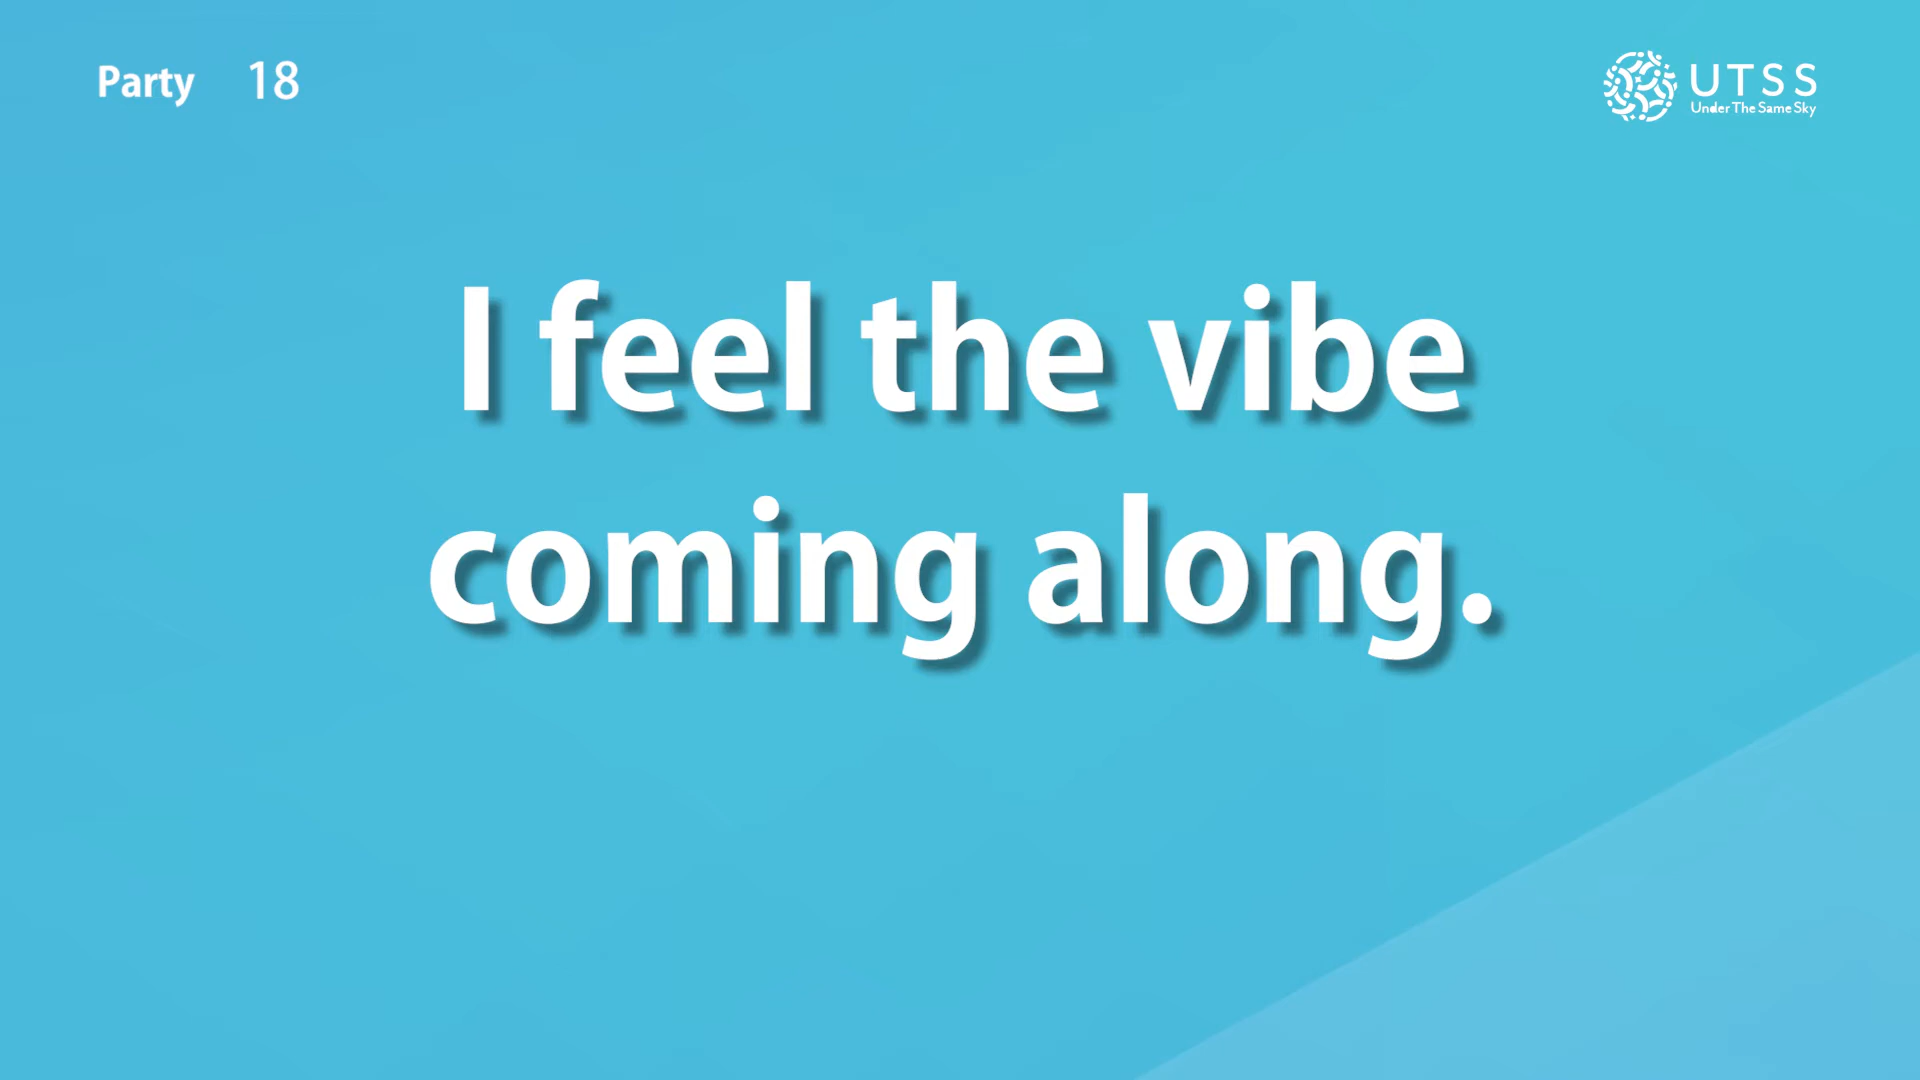 Party 18
UTSS
Under The Same Sky
I feel the vibe
coming along.